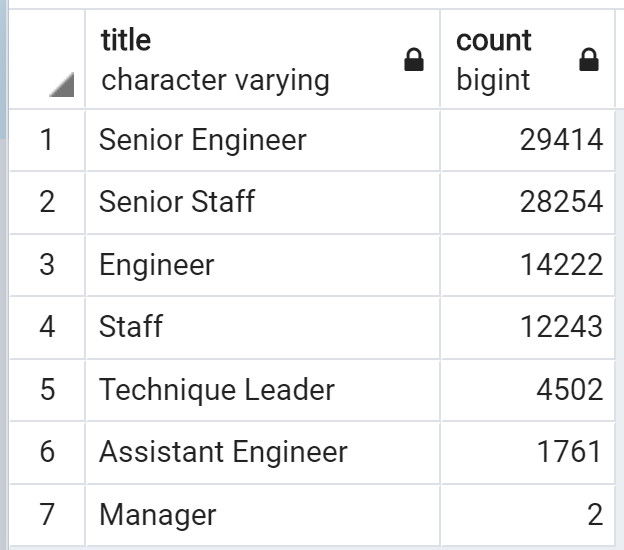 title count
character varying bigint
1 Senior Engineer 29414
2 Senior Staff 28254
3 Engineer 14222
4 Staff 12243
5 Technique Leader 4502
6 Assistant Engineer 1761
7 Manager 2